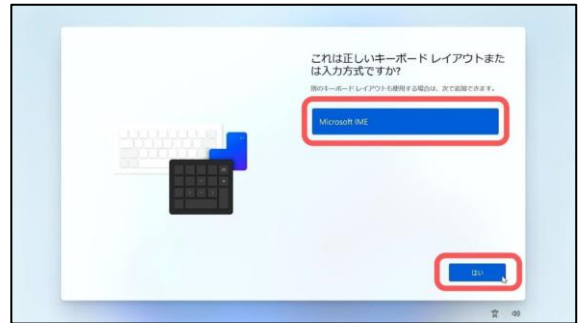 これは正しいキーボード レイアウトまた
は入力方式ですか?
別のキーボード レイアウトも使用する場合は、次で追加できます。
Microsoft IME
はい